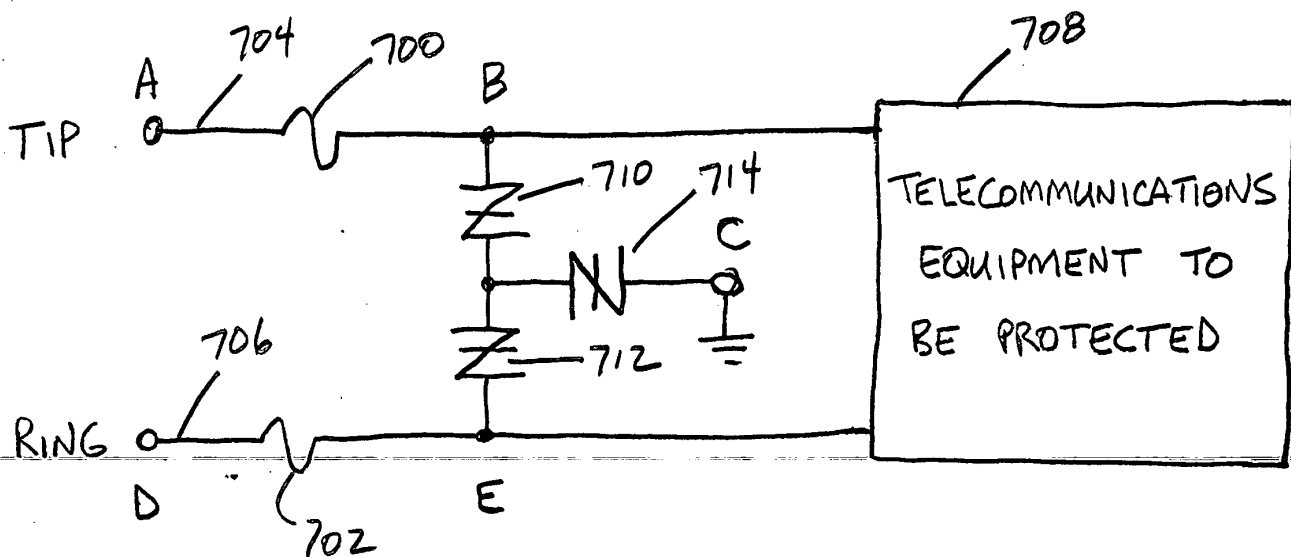 704
700
708
A
B
TIP
710
714
TELECOMMUNICATIONS
C
EQUIPMENT TO
BE PROTECTED
706
712
RING
D
E
702